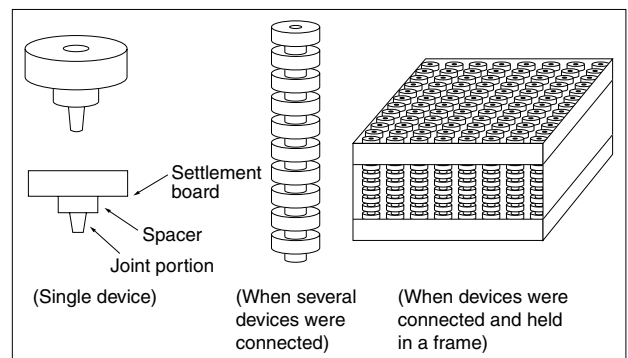 Settlement
board
Spacer
Joint portion
(Single device)
(When several
devices were
connected)
(When devices were
connected and held
in a frame)